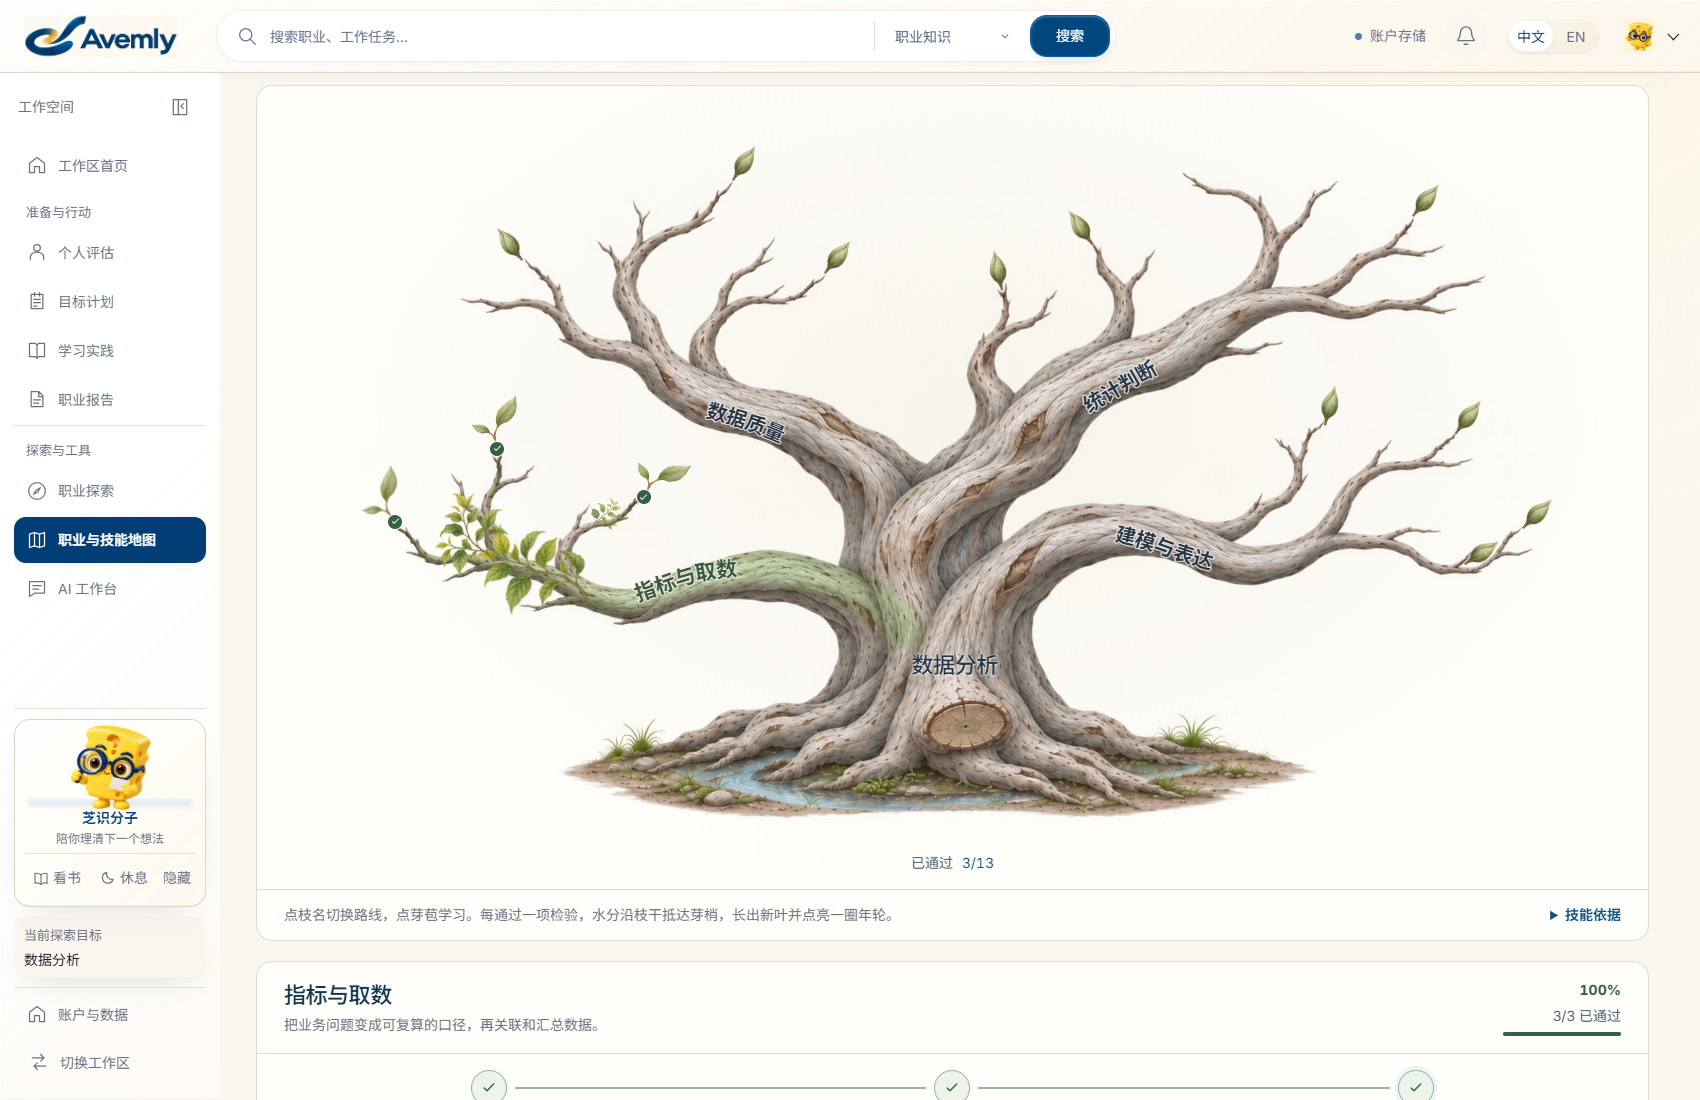 Avemly
搜索职业、工作任务...
职业知识
搜索
账户存储
中文
EN
工作空间
工作区首页
准备与行动
个人评估
目标计划
学习实践
职业报告
探索与工具
职业探索
职业与技能地图
AI 工作台
芝识分子
陪你理清下一个想法
看书
休息
隐藏
当前探索目标
数据分析
账户与数据
切换工作区
数据质量
统计判断
指标与取数
建模与表达
数据分析
已通过 3/13
点枝名切换路线，点芽苞学习。每通过一项检验，水分沿枝干抵达芽梢，长出新叶并点亮一圈年轮。
技能依据
指标与取数
把业务问题变成可复算的口径，再关联和汇总数据。
100%
3/3 已通过